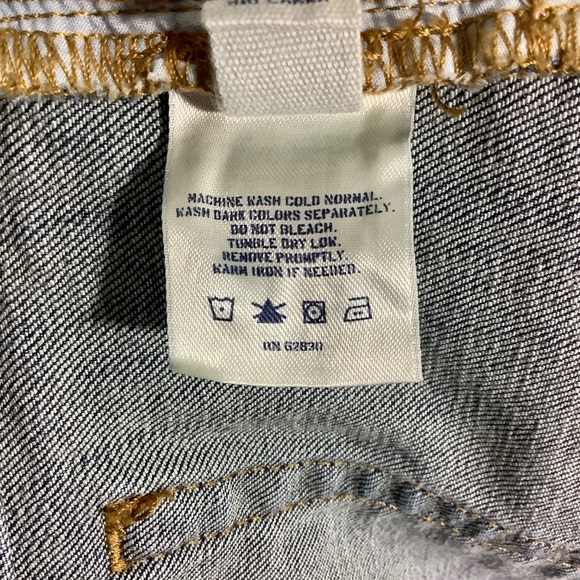 MACHINE WASH COLD NORMAL.
WASH DARK COLORS SEPARATELY.
DO NOT BLEACH.
TUMBLE DRY LOW.
REMOVE PROMPTLY.
WARM IRON IF NEEDED.
RN 62830